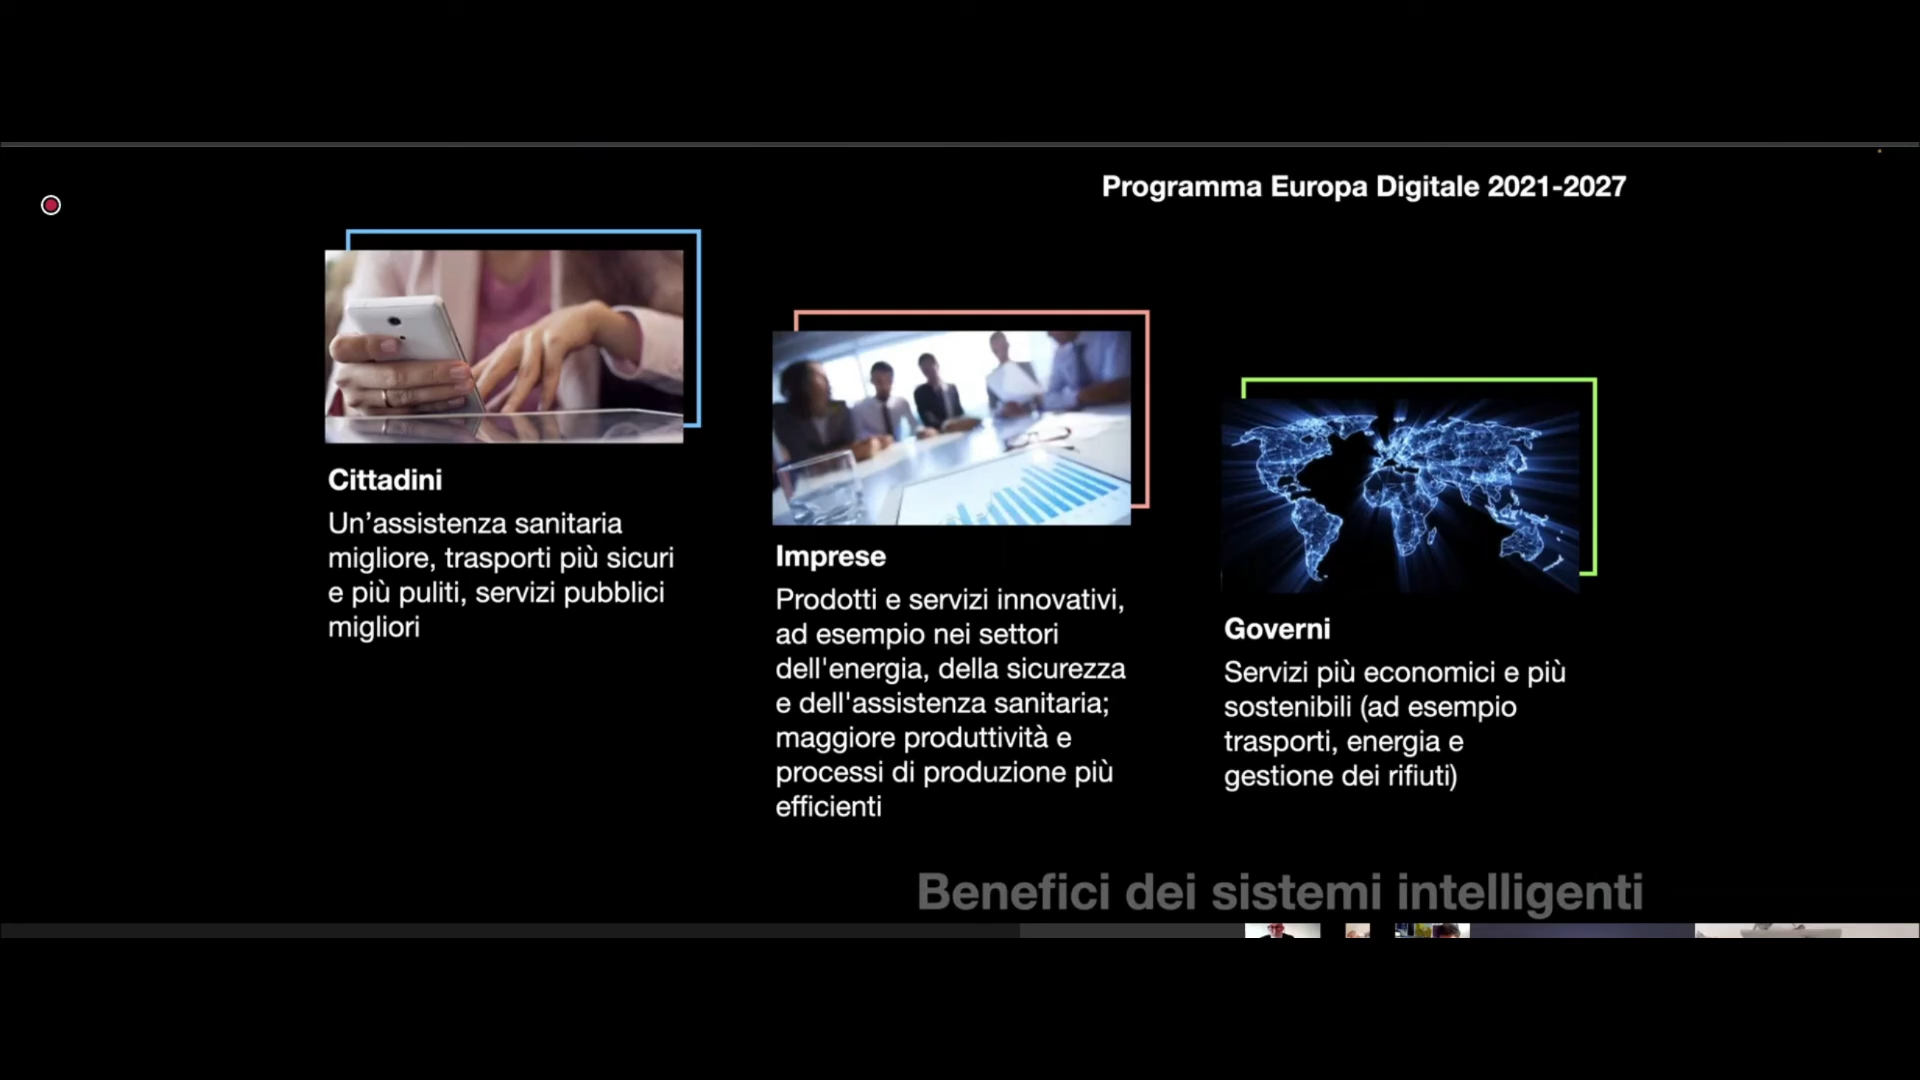 Programma Europa Digitale 2021-2027
Cittadini
Un’assistenza sanitaria
migliore, trasporti più sicuri
e più puliti, servizi pubblici
migliori
Imprese
Prodotti e servizi innovativi,
ad esempio nei settori
dell'energia, della sicurezza
e dell'assistenza sanitaria;
maggiore produttività e
processi di produzione più
efficienti
Governi
Servizi più economici e più
sostenibili (ad esempio
trasporti, energia e
gestione dei rifiuti)
Benefici dei sistemi intelligenti